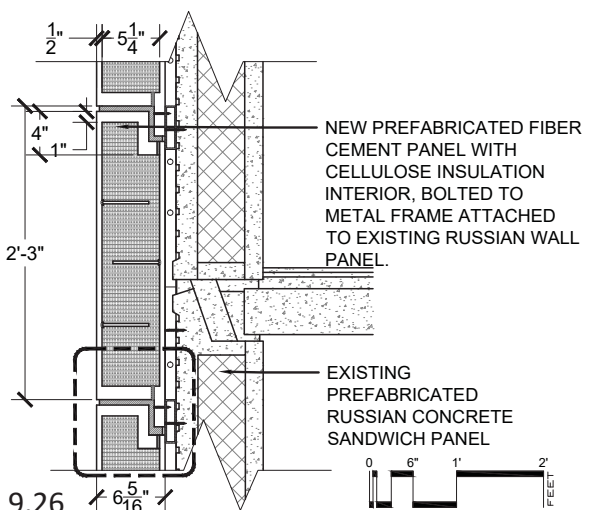 1/2"
5 1/4"
4"
1"
2'-3"
NEW PREFABRICATED FIBER
CEMENT PANEL WITH
CELLULOSE INSULATION
INTERIOR, BOLTED TO
METAL FRAME ATTACHED
TO EXISTING RUSSIAN WALL
PANEL.
EXISTING
PREFABRICATED
RUSSIAN CONCRETE
SANDWICH PANEL
0 6" 1' 2'
FEET
9.26
6 5/16"